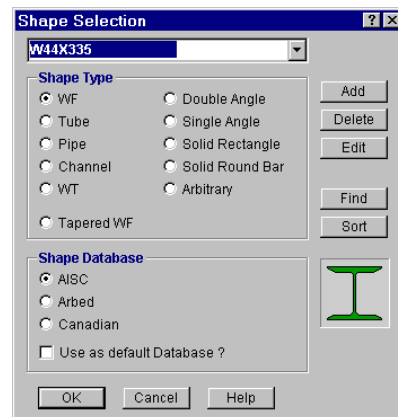 Shape Selection
W44X335
Shape Type
WF
Double Angle
Tube
Single Angle
Pipe
Solid Rectangle
Channel
Solid Round Bar
WT
Arbitrary
Tapered WF
Add
Delete
Edit
Find
Sort
Shape Database
AISC
Arbed
Canadian
Use as default Database ?
OK
Cancel
Help